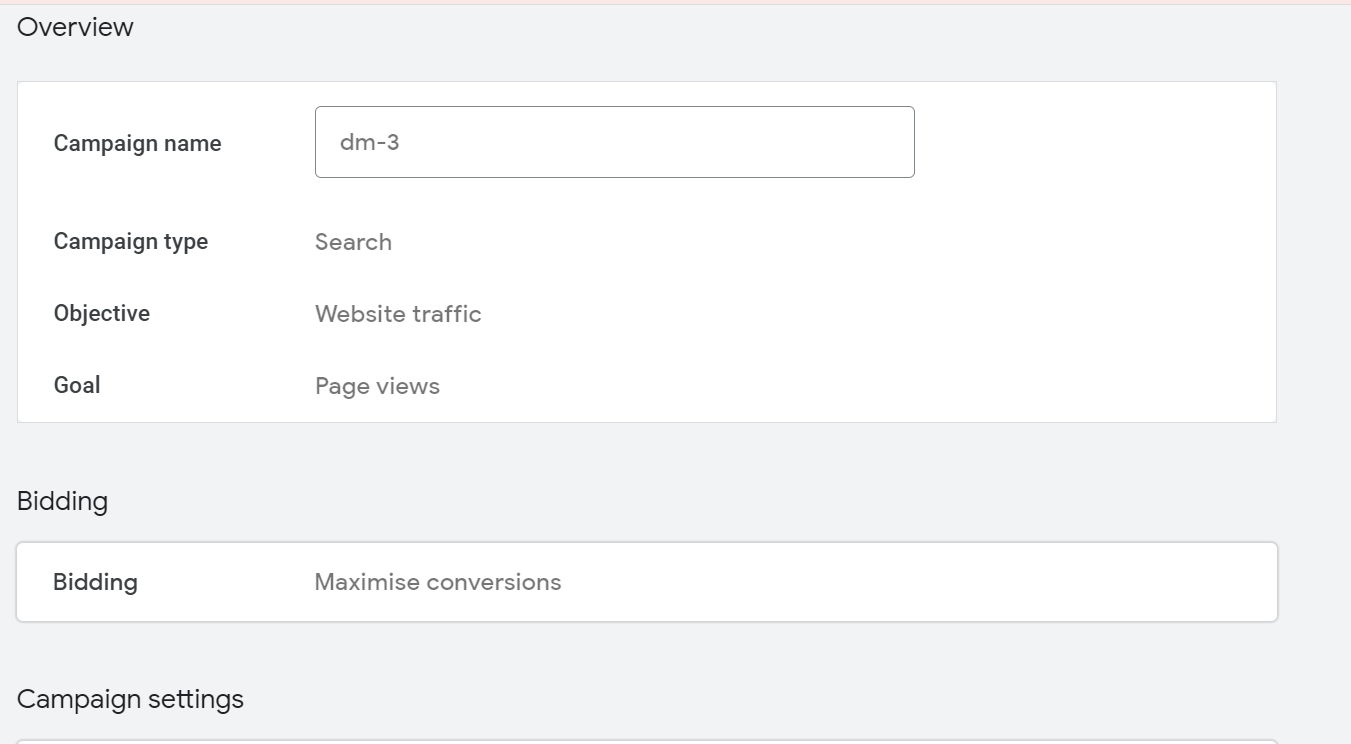 Overview
Campaign name dm-3
Campaign type Search
Objective Website traffic
Goal Page views
Bidding
Bidding Maximise conversions
Campaign settings